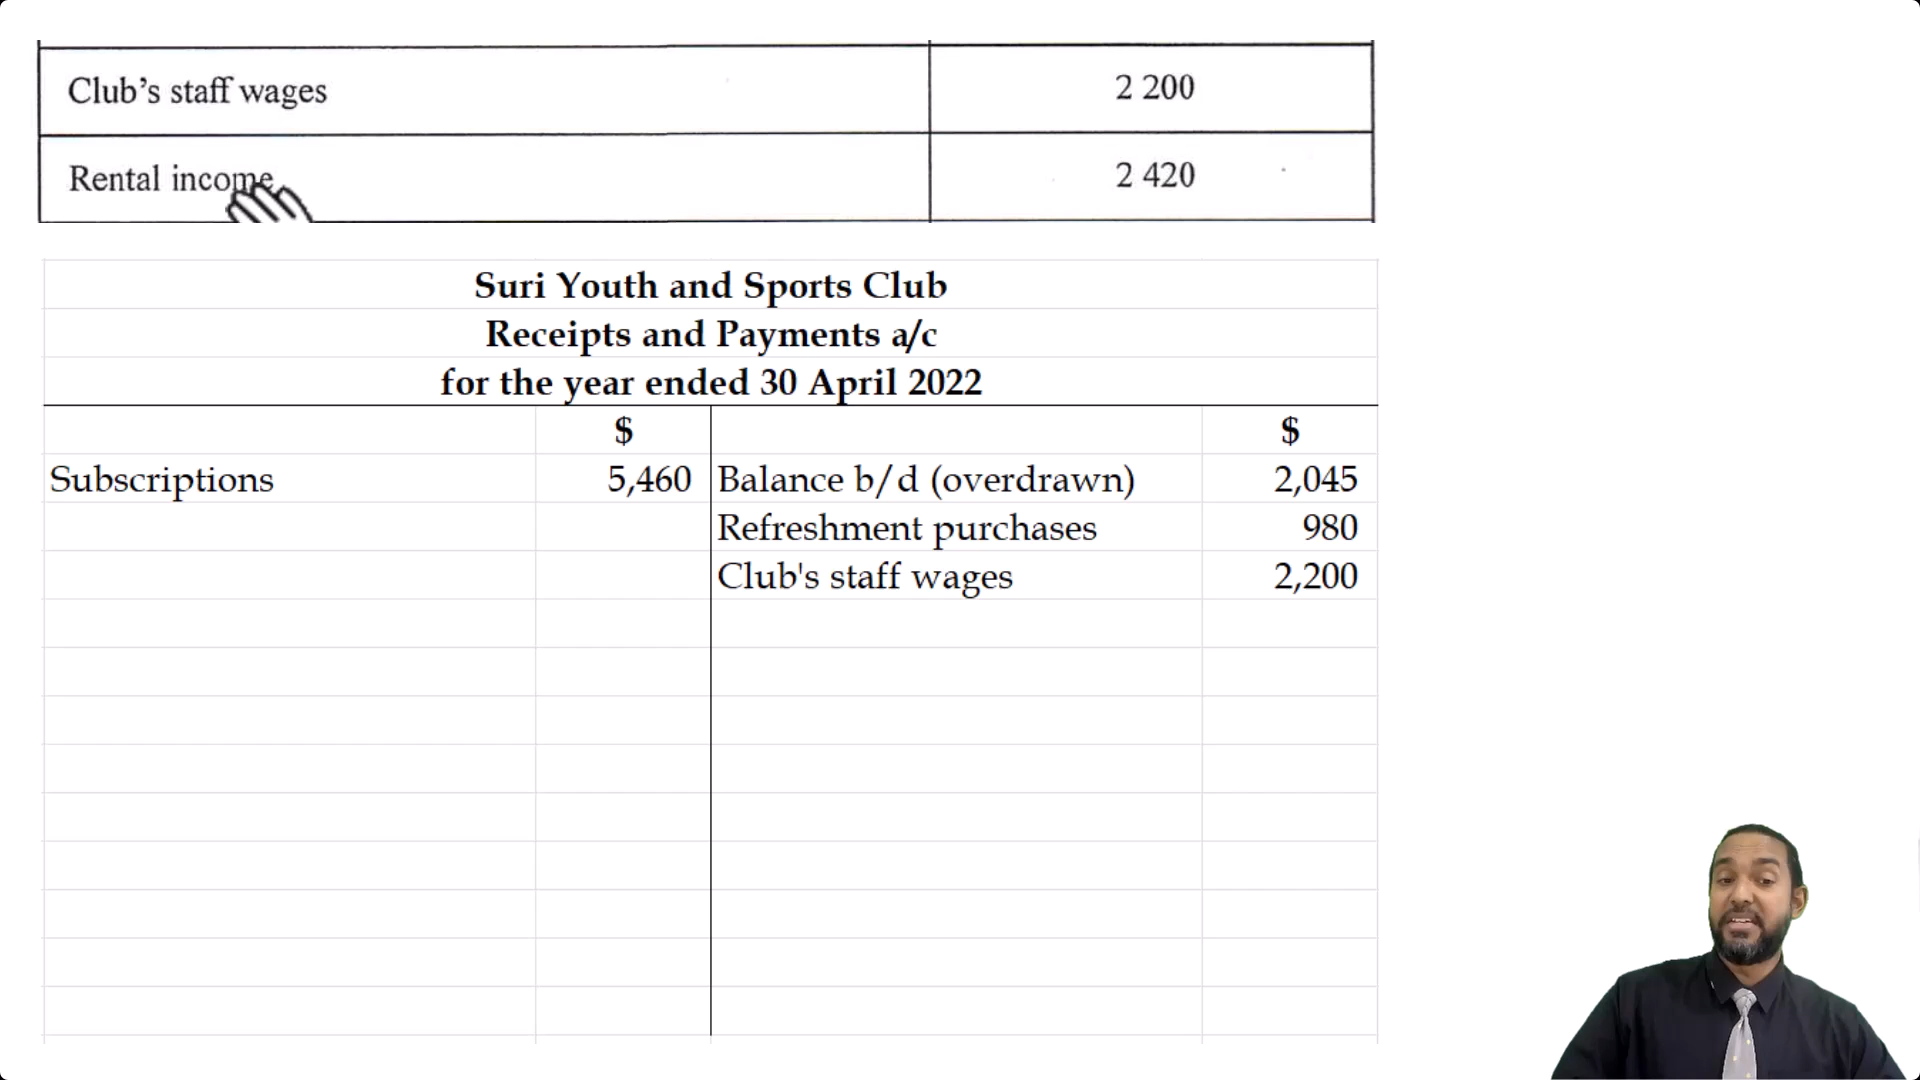 Club’s staff wages 2 200
Rental income 2 420
Suri Youth and Sports Club
Receipts and Payments a/c
for the year ended 30 April 2022
$ $
Subscriptions 5,460 Balance b/d (overdrawn) 2,045
Refreshment purchases 980
Club's staff wages 2,200